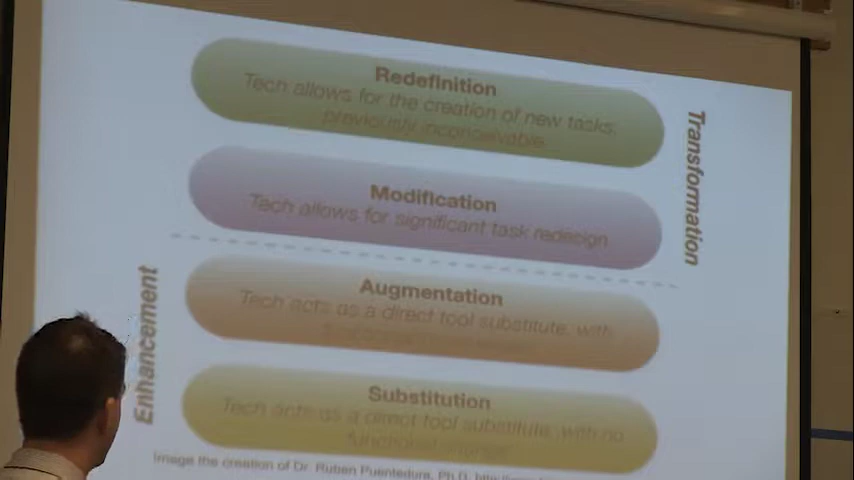 Redefinition
Tech allows for the creation of new tasks,
previously inconceivable.
Modification
Tech allows for significant task redesign
Transformation
Augmentation
Tech acts as a direct tool substitute, with
Substitution
Tech acts as a direct tool substitute, with no
functional
Enhancement
Image the creation of Dr. Ruben Puentedura, Ph.D.